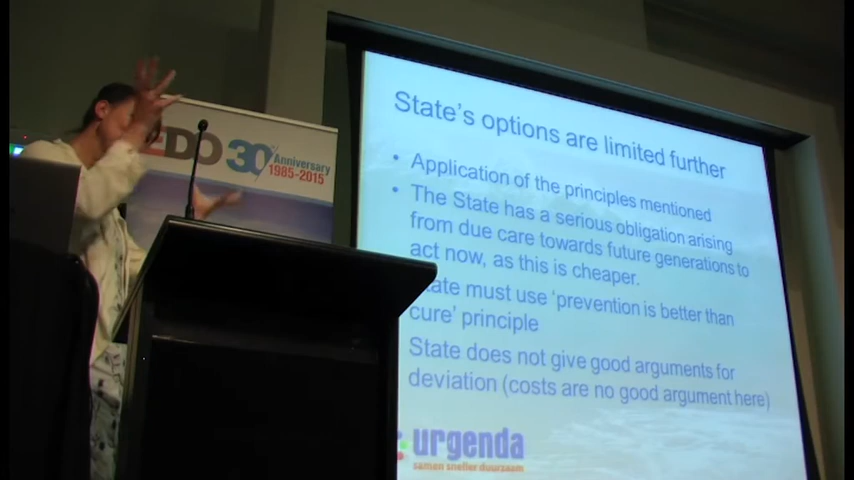 EDO 30
Anniversary
1985-2015
State's options are limited further
• Application of the principles mentioned
• The State has a serious obligation arising
from due care towards future generations to
act now, as this is cheaper.
State must use 'prevention is better than
cure' principle
State does not give good arguments for
deviation (costs are no good argument here)
urgenda
samen sneller duurzaam